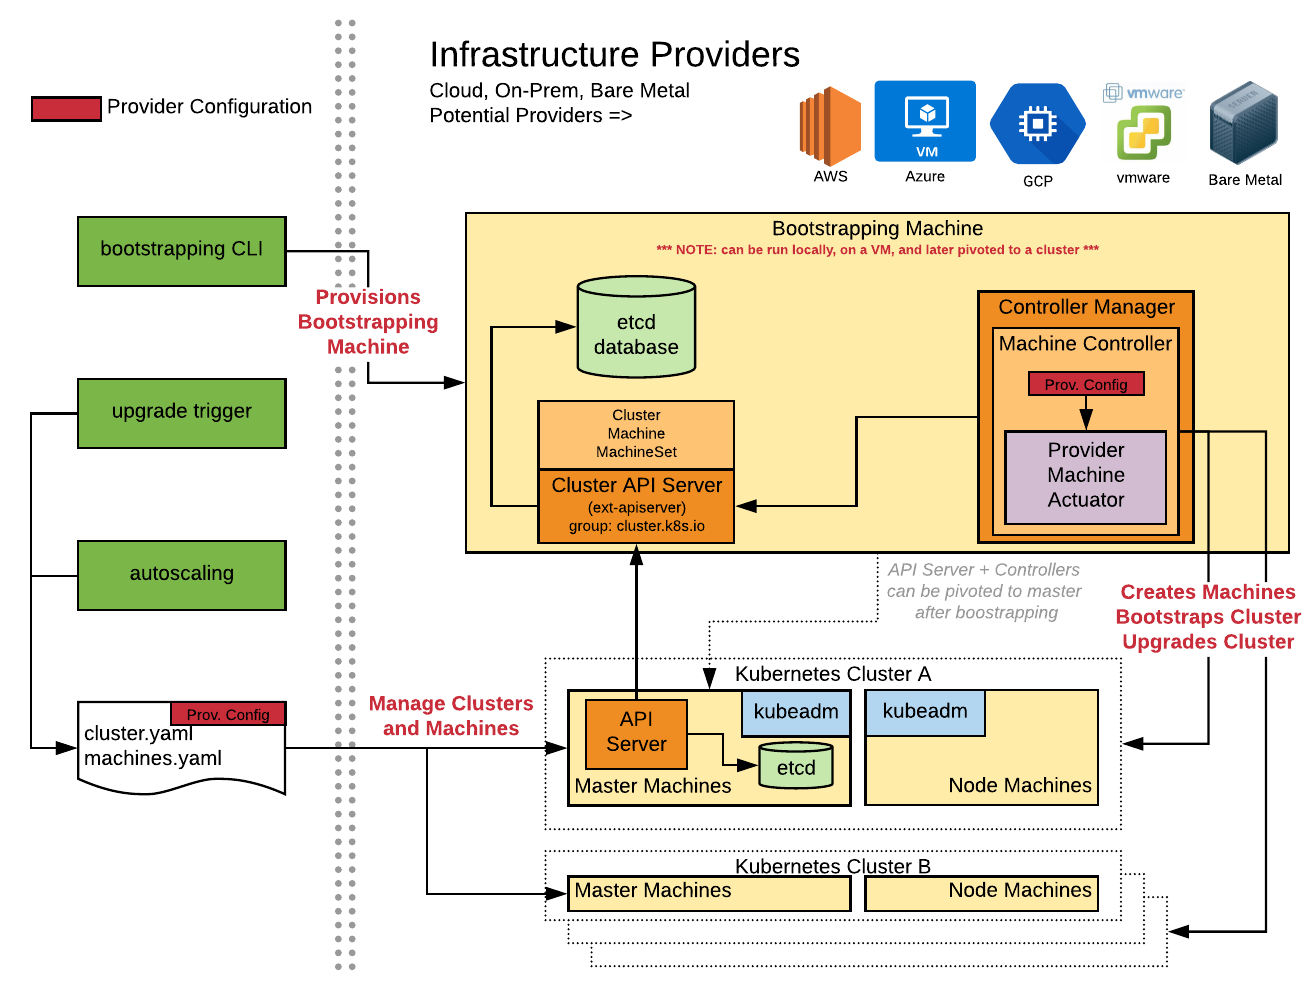 Infrastructure Providers
Cloud, On-Prem, Bare Metal
Potential Providers =>
Provider Configuration
vmware
VM
SERVER
AWS
Azure
GCP
vmware
Bare Metal
bootstrapping CLI
Provisions
Bootstrapping
Machine
upgrade trigger
autoscaling
Prov. Config
cluster.yaml
machines.yaml
Bootstrapping Machine
*** NOTE: can be run locally, on a VM, and later pivoted to a cluster ***
etcd
database
Cluster
Machine
MachineSet
Cluster API Server
(ext-apiserver)
group: cluster.k8s.io
Controller Manager
Machine Controller
Prov. Config
Provider
Machine
Actuator
API Server + Controllers
can be pivoted to master
after boostrapping
Creates Machines
Bootstraps Cluster
Upgrades Cluster
Manage Clusters
and Machines
Kubernetes Cluster A
API
Server
kubeadm
etcd
Master Machines
kubeadm
Node Machines
Kubernetes Cluster B
Master Machines
Node Machines